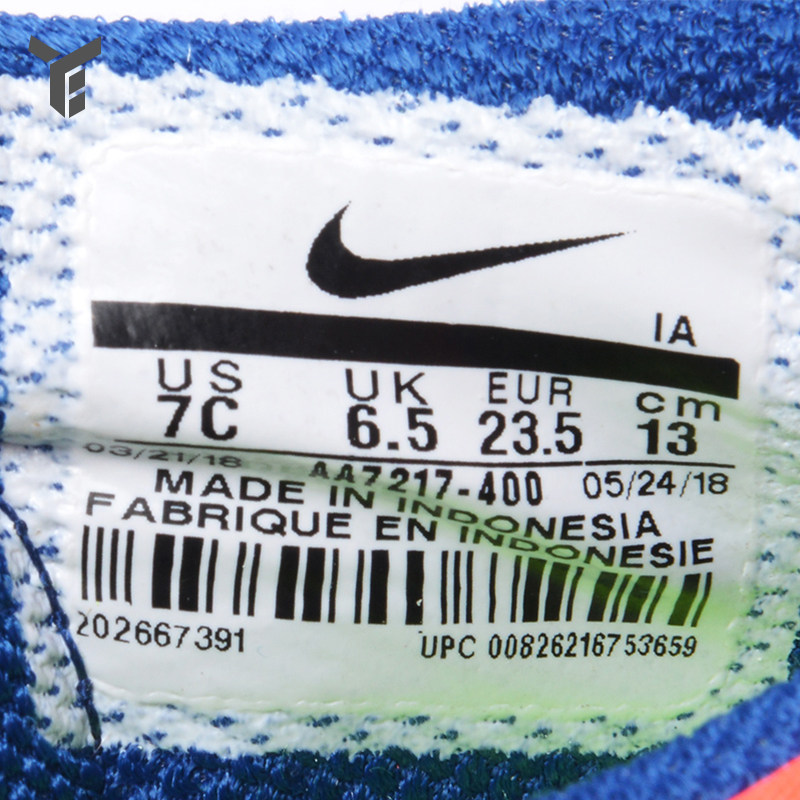 IA
US UK EUR cm
7C 6.5 23.5 13
03/21/18 AA7217-400 05/24/18
MADE IN INDONESIA
FABRIQUE EN INDONESIE
202667391 UPC 00826216753659